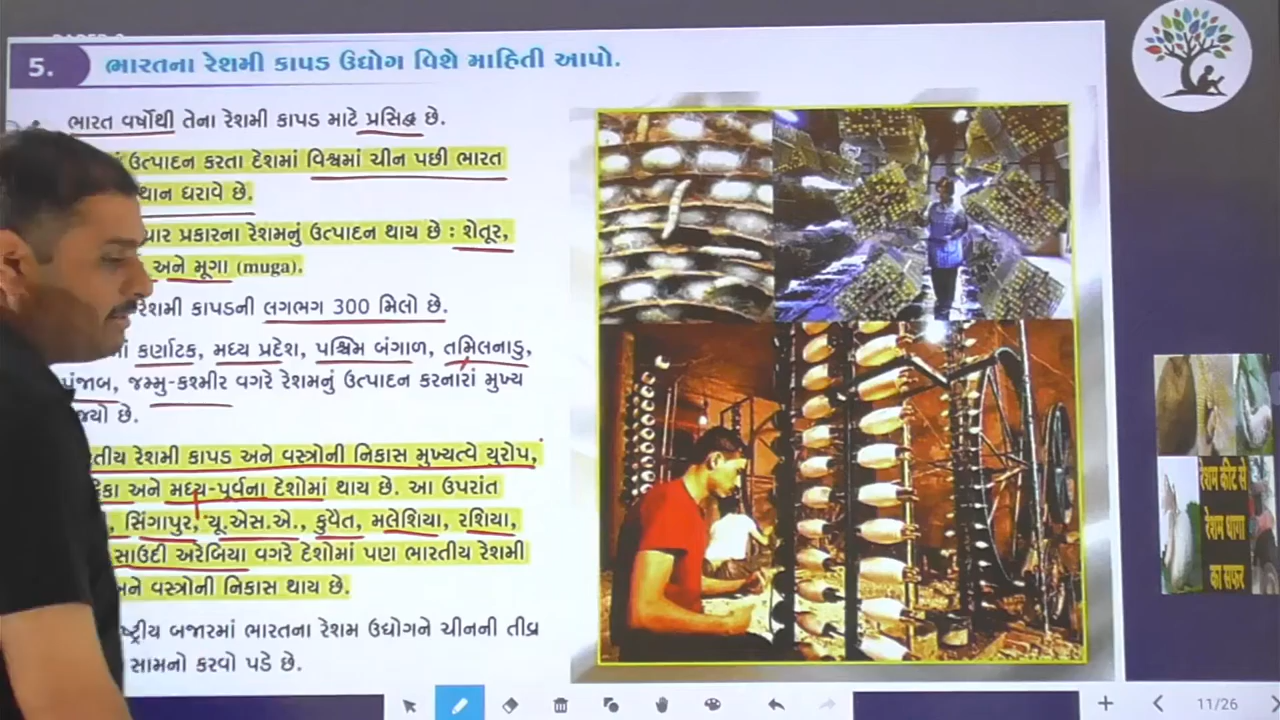 5.
ભારતના રેશમી કાપડ ઉદ્યોગ વિશે માહિતી આપો.
ભારત વર્ષોથી તેના રેશમી કાપડ માટે પ્રસિદ્ધ છે.
ઉત્પાદન કરતા દેશમાં વિશ્વમાં ચીન પછી ભારત
ધરાવે છે.
પ્રકારના રેશમનું ઉત્પાદન થાય છે : શેતૂર,
અને મૂગા (muga).
રેશમી કાપડની લગભગ 300 મિલો છે.
કર્ણાટક, મધ્ય પ્રદેશ, પશ્ચિમ બંગાળ, તમિલનાડુ,
પંજાબ, જમ્મુ-કશ્મીર વગેરે રેશમનું ઉત્પાદન કરનારાં મુખ્ય
છે.
રેશમી કાપડ અને વસ્ત્રોની નિકાસ મુખ્યત્વે યુરોપ,
અને મધ્ય-પૂર્વના દેશોમાં થાય છે. આ ઉપરાંત
સિંગાપુર, યૂ.એસ.એ., કુવૈત, મલેશિયા, રશિયા,
સાઉદી અરેબિયા વગેરે દેશોમાં પણ ભારતીય રેશમી
વસ્ત્રોની નિકાસ થાય છે.
બજારમાં ભારતના રેશમ ઉદ્યોગને ચીનની તીવ્ર
સામનો કરવો પડે છે.
रेशम कीट से
रेशम धागा
का सफर
11/26